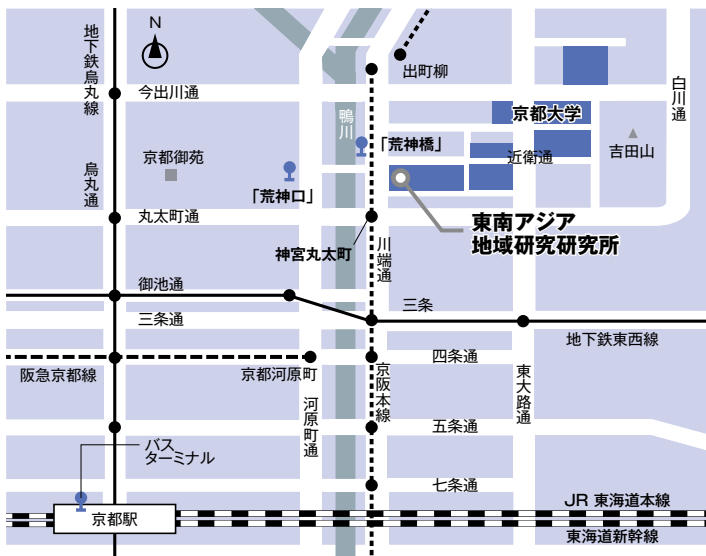 N
地下鉄烏丸線
出町柳
今出川通
白川通
鴨川
京都大学
「荒神橋」
近衛通
吉田山
京都御苑
烏丸通
「荒神口」
丸太町通
東南アジア
地域研究研究所
神宮丸太町
川端通
御池通
三条
三条通
地下鉄東西線
四条通
阪急京都線
京都河原町
京阪本線
東大路通
河原町通
五条通
バス
ターミナル
七条通
JR 東海道本線
京都駅
東海道新幹線